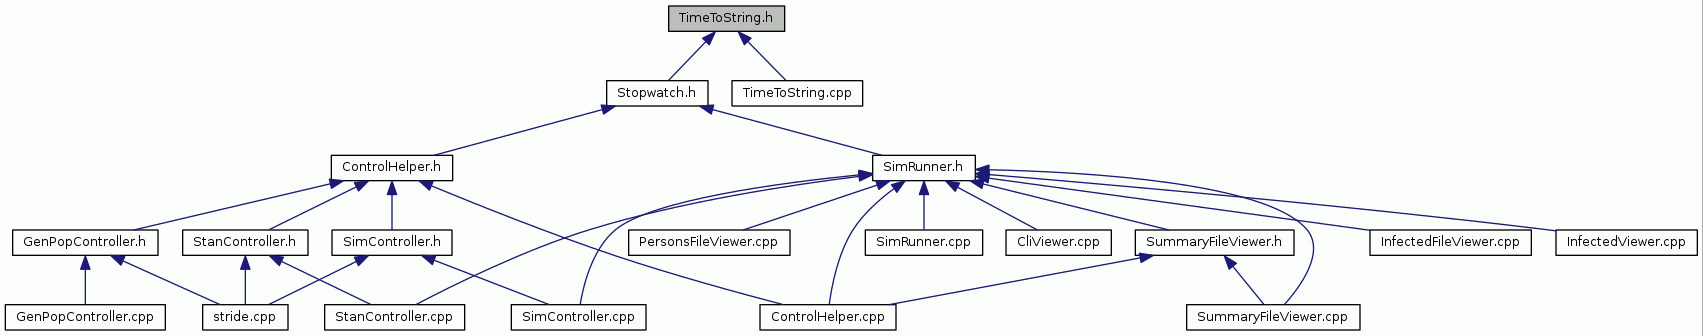 TimeToString.h
Stopwatch.h
TimeToString.cpp
ControlHelper.h
SimRunner.h
GenPopController.h
StanController.h
SimController.h
PersonsFileViewer.cpp
SimRunner.cpp
CliViewer.cpp
SummaryFileViewer.h
InfectedFileViewer.cpp
InfectedViewer.cpp
GenPopController.cpp
stride.cpp
StanController.cpp
SimController.cpp
ControlHelper.cpp
SummaryFileViewer.cpp